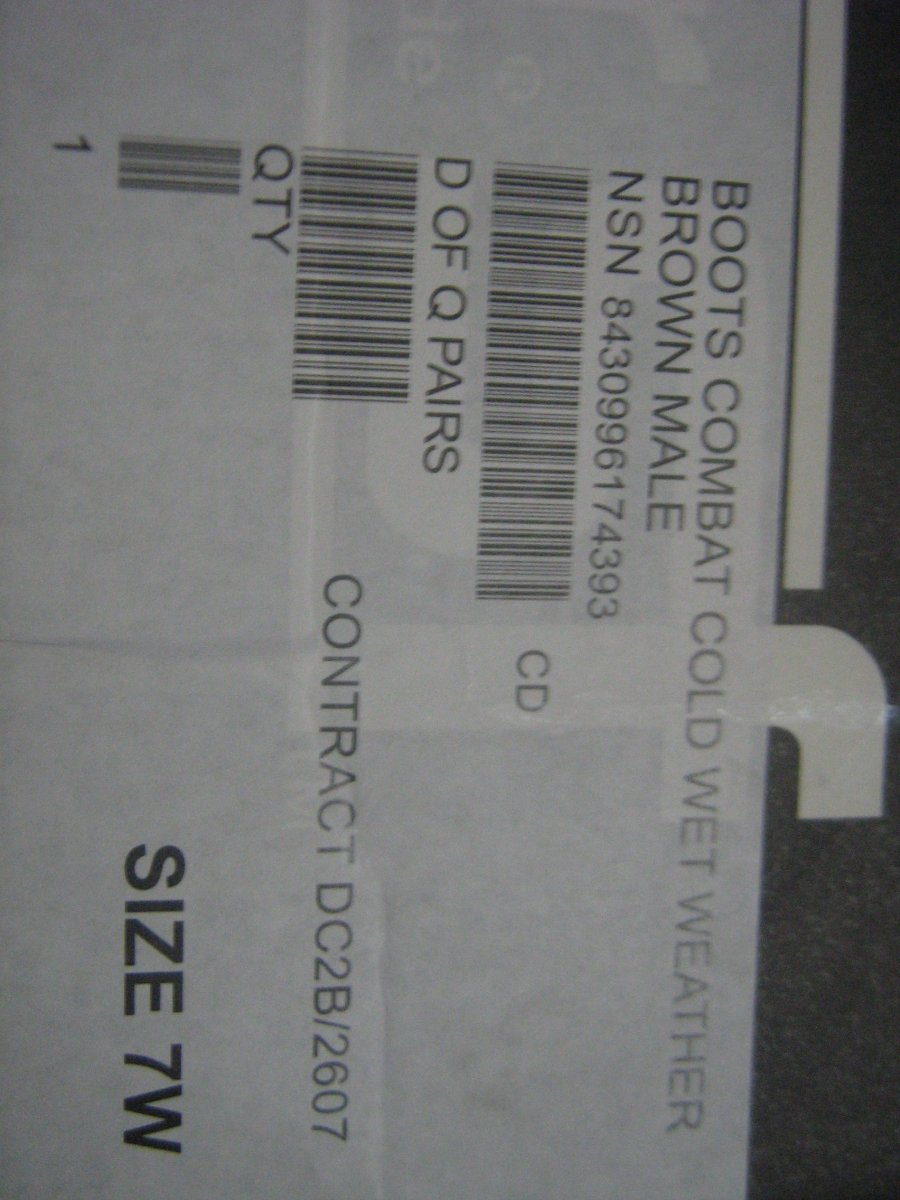 BOOTS COMBAT COLD WET WEATHER
BROWN MALE
NSN 8430996174393
CD
D OF Q PAIRS
CONTRACT DC2B/2607
QTY
1
SIZE 7W